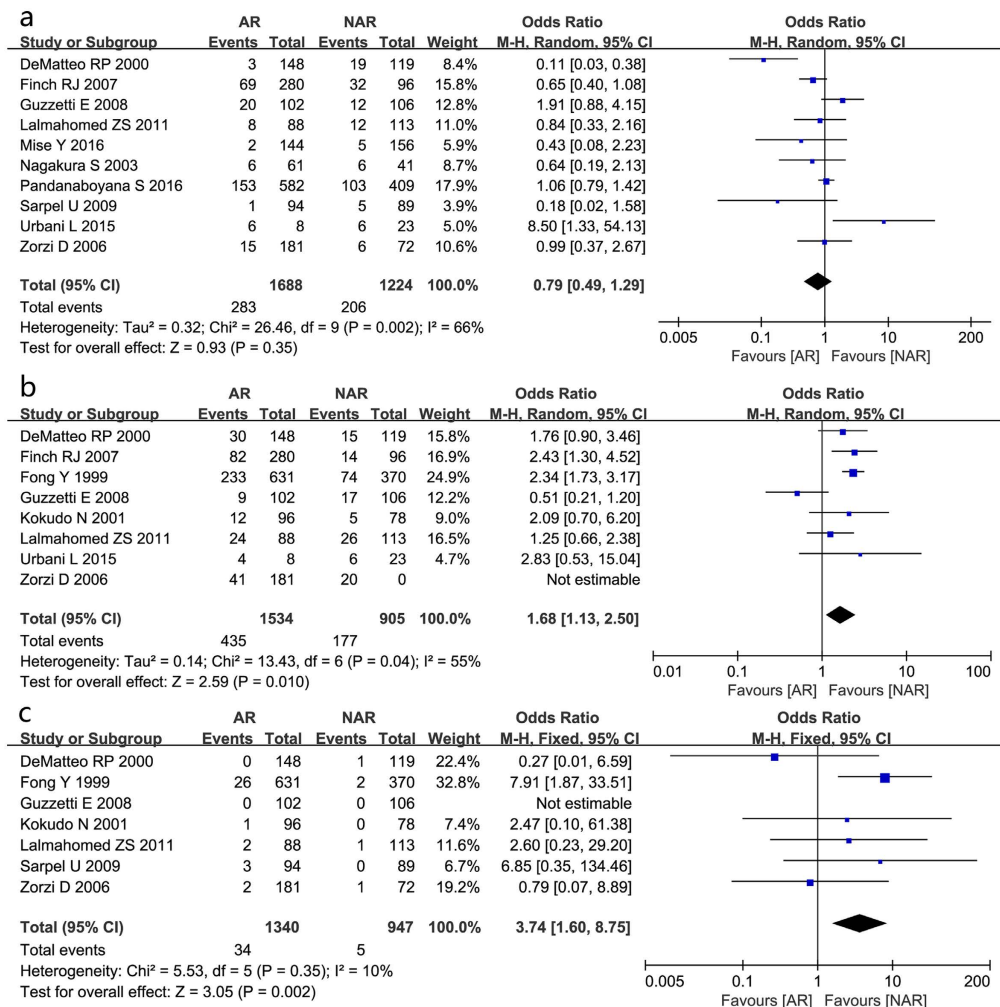 a
AR NAR Odds Ratio Odds Ratio
Study or Subgroup Events Total Events Total Weight M-H, Random, 95% CI M-H, Random, 95% CI
DeMatteo RP 2000 3 148 19 119 8.4% 0.11 [0.03, 0.38]
Finch RJ 2007 69 280 32 96 15.8% 0.65 [0.40, 1.08]
Guzzetti E 2008 20 102 12 106 12.8% 1.91 [0.88, 4.15]
Lalmahomed ZS 2011 8 88 12 113 11.0% 0.84 [0.33, 2.16]
Mise Y 2016 2 144 5 156 5.9% 0.43 [0.08, 2.23]
Nagakura S 2003 6 61 6 41 8.7% 0.64 [0.19, 2.13]
Pandanaboyana S 2016 153 582 103 409 17.9% 1.06 [0.79, 1.42]
Sarpel U 2009 1 94 5 89 3.9% 0.18 [0.02, 1.58]
Urbani L 2015 6 8 6 23 5.0% 8.50 [1.33, 54.13]
Zorzi D 2006 15 181 6 72 10.6% 0.99 [0.37, 2.67]
Total (95% CI) 1688 1224 100.0% 0.79 [0.49, 1.29]
Total events 283 206
Heterogeneity: Tau² = 0.32; Chi² = 26.46, df = 9 (P = 0.002); I² = 66%
Test for overall effect: Z = 0.93 (P = 0.35)
0.005 0.1 1 10 200
Favours [AR] Favours [NAR]
b
AR NAR Odds Ratio Odds Ratio
Study or Subgroup Events Total Events Total Weight M-H, Random, 95% CI M-H, Random, 95% CI
DeMatteo RP 2000 30 148 15 119 15.8% 1.76 [0.90, 3.46]
Finch RJ 2007 82 280 14 96 16.9% 2.43 [1.30, 4.52]
Fong Y 1999 233 631 74 370 24.9% 2.34 [1.73, 3.17]
Guzzetti E 2008 9 102 17 106 12.2% 0.51 [0.21, 1.20]
Kokudo N 2001 12 96 5 78 9.0% 2.09 [0.70, 6.20]
Lalmahomed ZS 2011 24 88 26 113 16.5% 1.25 [0.66, 2.38]
Urbani L 2015 4 8 6 23 4.7% 2.83 [0.53, 15.04]
Zorzi D 2006 41 181 20 0 Not estimable
Total (95% CI) 1534 905 100.0% 1.68 [1.13, 2.50]
Total events 435 177
Heterogeneity: Tau² = 0.14; Chi² = 13.43, df = 6 (P = 0.04); I² = 55%
Test for overall effect: Z = 2.59 (P = 0.010)
0.01 0.1 1 10 100
Favours [AR] Favours [NAR]
c
AR NAR Odds Ratio Odds Ratio
Study or Subgroup Events Total Events Total Weight M-H, Fixed, 95% CI M-H, Fixed, 95% CI
DeMatteo RP 2000 0 148 1 119 22.4% 0.27 [0.01, 6.59]
Fong Y 1999 26 631 2 370 32.8% 7.91 [1.87, 33.51]
Guzzetti E 2008 0 102 0 106 Not estimable
Kokudo N 2001 1 96 0 78 7.4% 2.47 [0.10, 61.38]
Lalmahomed ZS 2011 2 88 1 113 11.6% 2.60 [0.23, 29.20]
Sarpel U 2009 3 94 0 89 6.7% 6.85 [0.35, 134.46]
Zorzi D 2006 2 181 1 72 19.2% 0.79 [0.07, 8.89]
Total (95% CI) 1340 947 100.0% 3.74 [1.60, 8.75]
Total events 34 5
Heterogeneity: Chi² = 5.53, df = 5 (P = 0.35); I² = 10%
Test for overall effect: Z = 3.05 (P = 0.002)
0.005 0.1 1 10 200
Favours [AR] Favours [NAR]